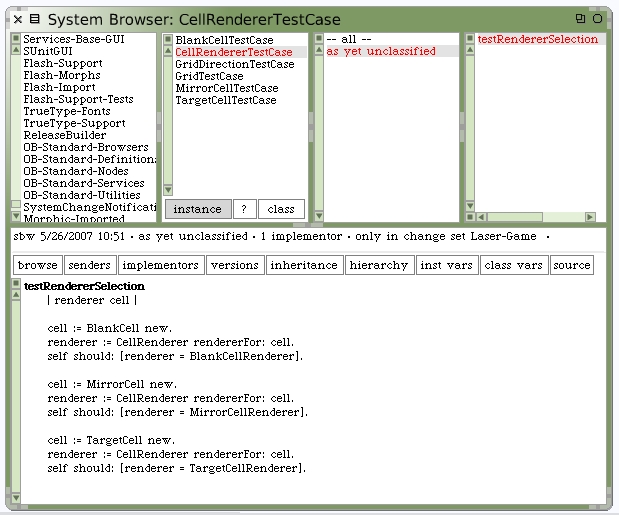 System Browser: CellRendererTestCase
Services-Base-GUI
SUnitGUI
Flash-Support
Flash-Morphs
Flash-Import
Flash-Support-Tests
TrueType-Fonts
TrueType-Support
ReleaseBuilder
OB-Standard-Browsers
OB-Standard-Definitions
OB-Standard-Nodes
OB-Standard-Services
OB-Standard-Utilities
SystemChangeNotificati
Morphic-Imported
BlankCellTestCase
CellRendererTestCase
GridDirectionTestCase
GridTestCase
MirrorCellTestCase
TargetCellTestCase
instance ? class
-- all --
as yet unclassified
testRendererSelection
sbw 5/26/2007 10:51 · as yet unclassified · 1 implementor · only in change set Laser-Game ·
browse senders implementors versions inheritance hierarchy inst vars class vars source
testRendererSelection
| renderer cell |
cell := BlankCell new.
renderer := CellRenderer rendererFor: cell.
self should: [renderer = BlankCellRenderer].
cell := MirrorCell new.
renderer := CellRenderer rendererFor: cell.
self should: [renderer = MirrorCellRenderer].
cell := TargetCell new.
renderer := CellRenderer rendererFor: cell.
self should: [renderer = TargetCellRenderer].